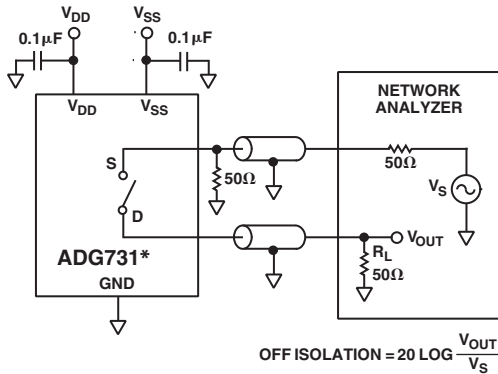 V_DD
V_SS
0.1µF
0.1µF
V_DD
V_SS
NETWORK
ANALYZER
S
50Ω
50Ω
V_S
D
V_OUT
ADG731*
R_L
50Ω
GND
OFF ISOLATION = 20 LOG V_OUT / V_S